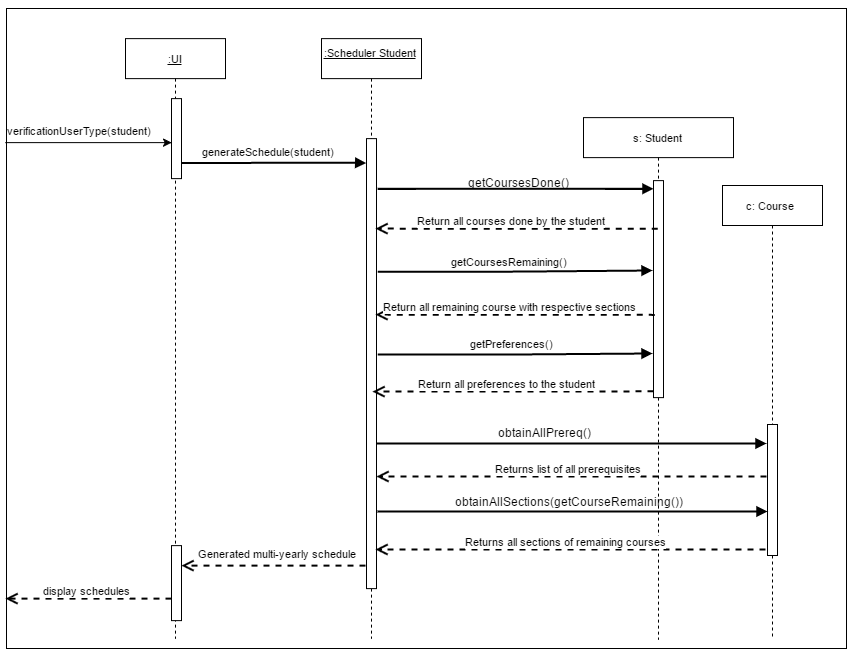 :UI
:Scheduler Student
verificationUserType(student)
generateSchedule(student)
s: Student
getCoursesDone()
c: Course
Return all courses done by the student
getCoursesRemaining()
Return all remaining course with respective sections
getPreferences()
Return all preferences to the student
obtainAllPrereq()
Returns list of all prerequisites
obtainAllSections(getCourseRemaining())
Returns all sections of remaining courses
Generated multi-yearly schedule
display schedules